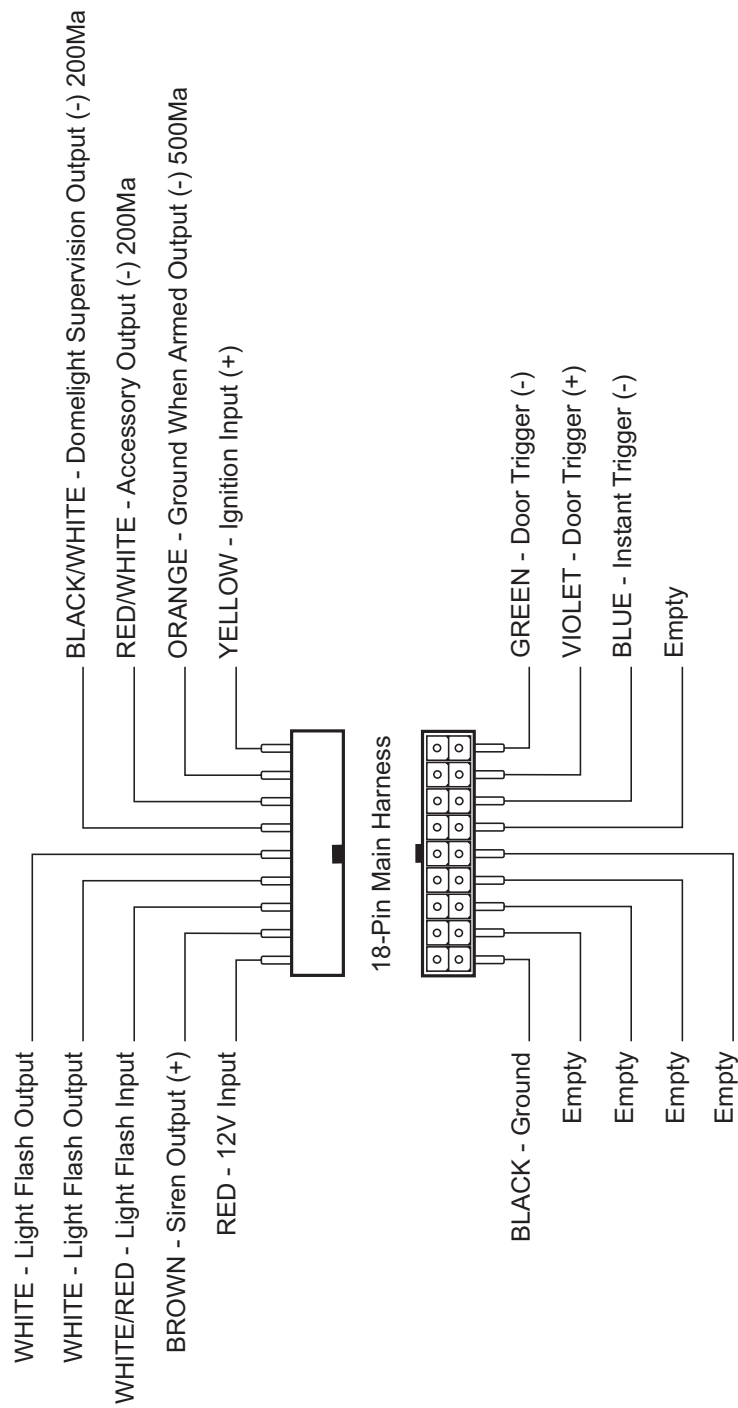 WHITE - Light Flash Output
WHITE - Light Flash Output
WHITE/RED - Light Flash Input
BROWN - Siren Output (+)
RED - 12V Input
BLACK/WHITE - Domelight Supervision Output (-) 200Ma
RED/WHITE - Accessory Output (-) 200Ma
ORANGE - Ground When Armed Output (-) 500Ma
YELLOW - Ignition Input (+)
18-Pin Main Harness
BLACK - Ground
Empty
Empty
Empty
Empty
GREEN - Door Trigger (-)
VIOLET - Door Trigger (+)
BLUE - Instant Trigger (-)
Empty